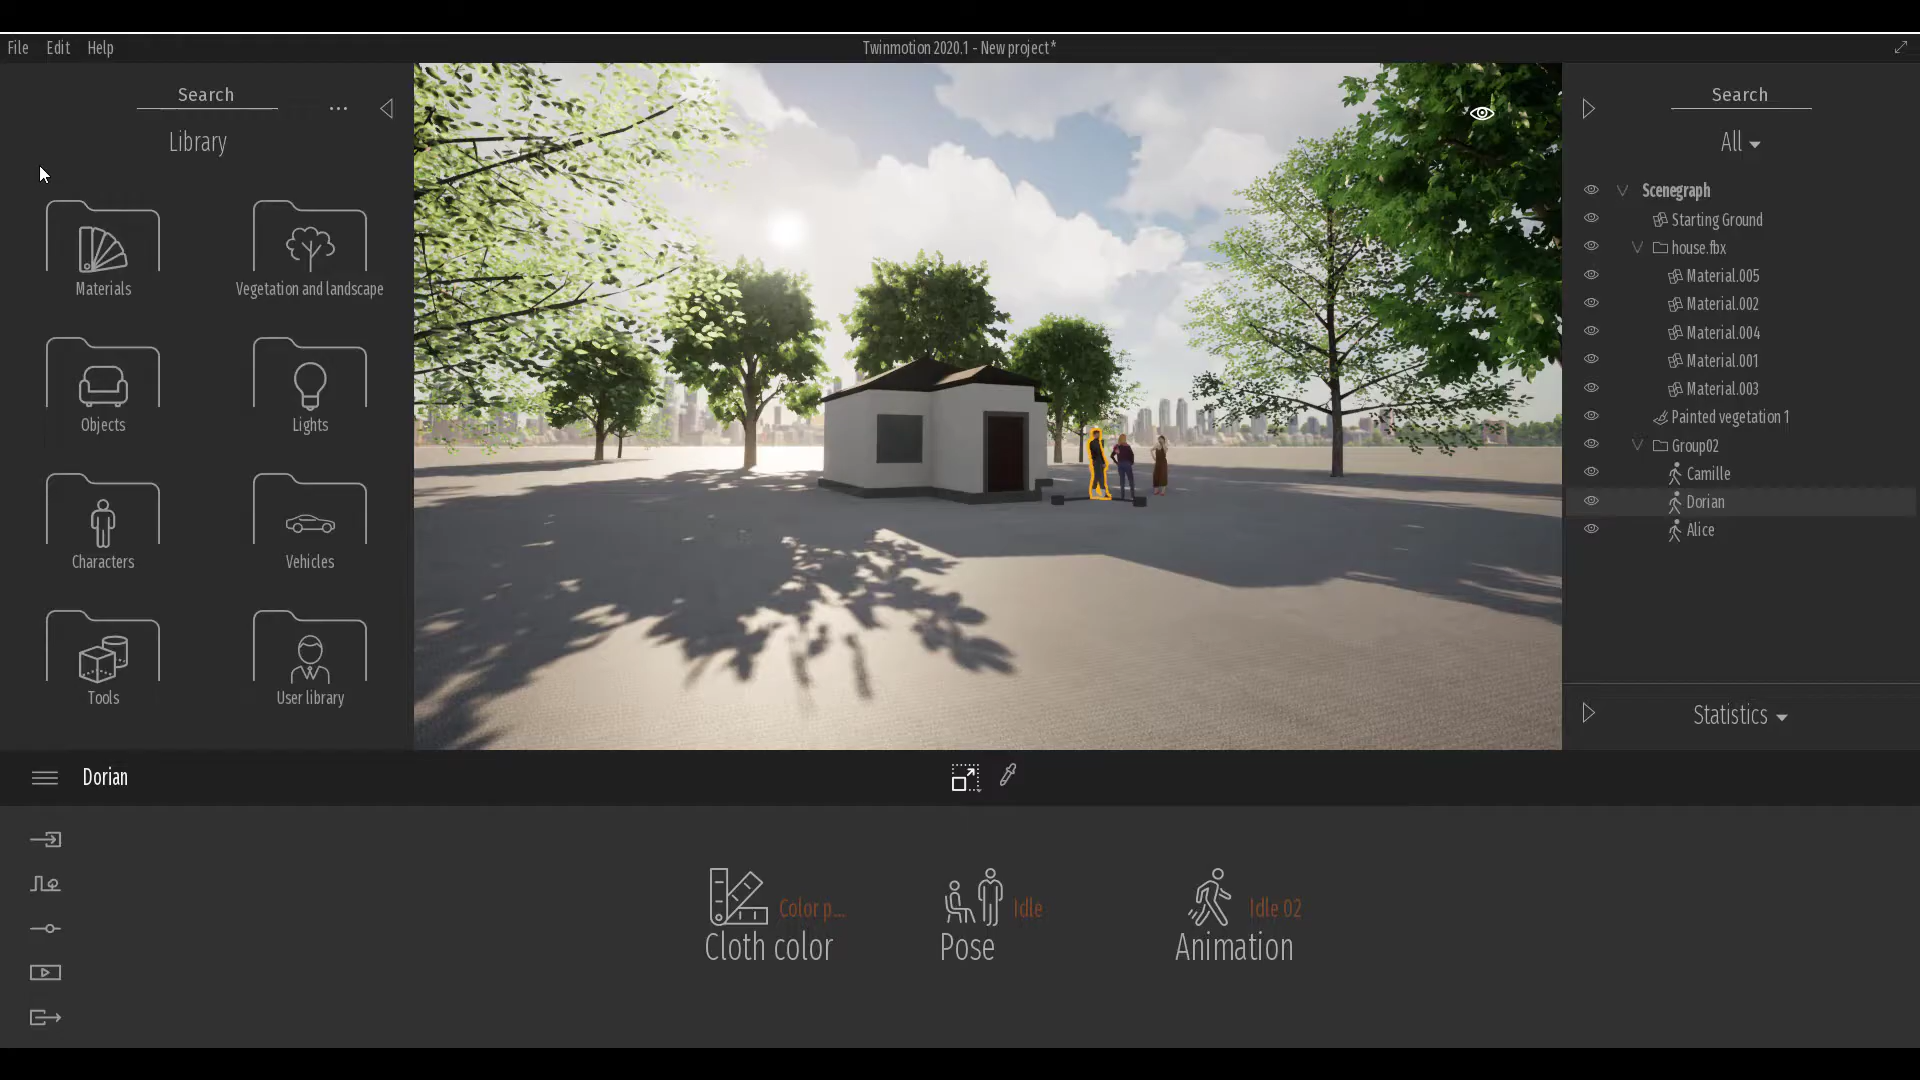 File Edit Help
Twinmotion 2020.1 - New project*
Search
Library
Materials
Vegetation and landscape
Objects
Lights
Characters
Vehicles
Tools
User library
Search
All
Scenegraph
Starting Ground
house.fbx
Material.005
Material.002
Material.004
Material.001
Material.003
Painted vegetation 1
Group02
Camille
Dorian
Alice
Statistics
Dorian
Color p...
Cloth color
Idle
Pose
Idle 02
Animation